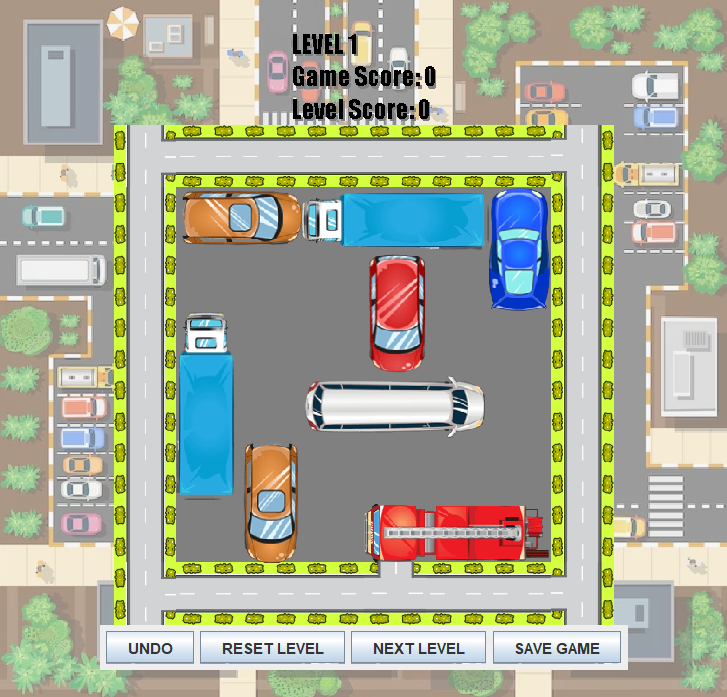 LEVEL 1
Game Score: 0
Level Score: 0
UNDO
RESET LEVEL
NEXT LEVEL
SAVE GAME